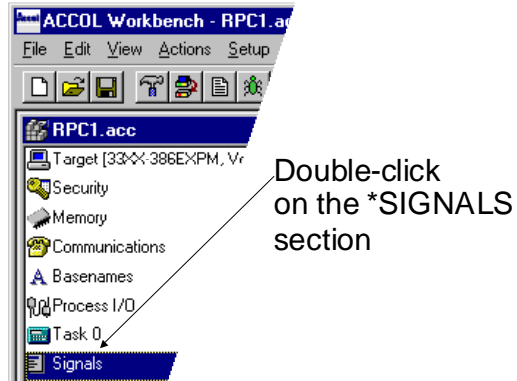 ACCOL Workbench - RPC1.ac
File Edit View Actions Setup
RPC1.acc
Target [33XX-386EXPM, Ve
Security
Memory
Communications
Basenames
Process I/O
Task 0
Signals
Double-click
on the *SIGNALS
section